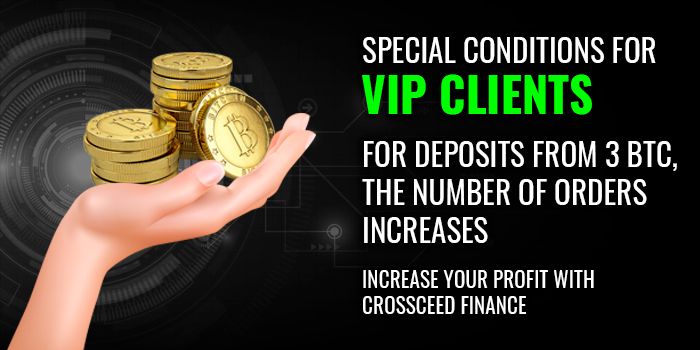 SPECIAL CONDITIONS FOR
VIP CLIENTS
FOR DEPOSITS FROM 3 BTC,
THE NUMBER OF ORDERS
INCREASES
INCREASE YOUR PROFIT WITH
CROSSCEED FINANCE
BITCOIN